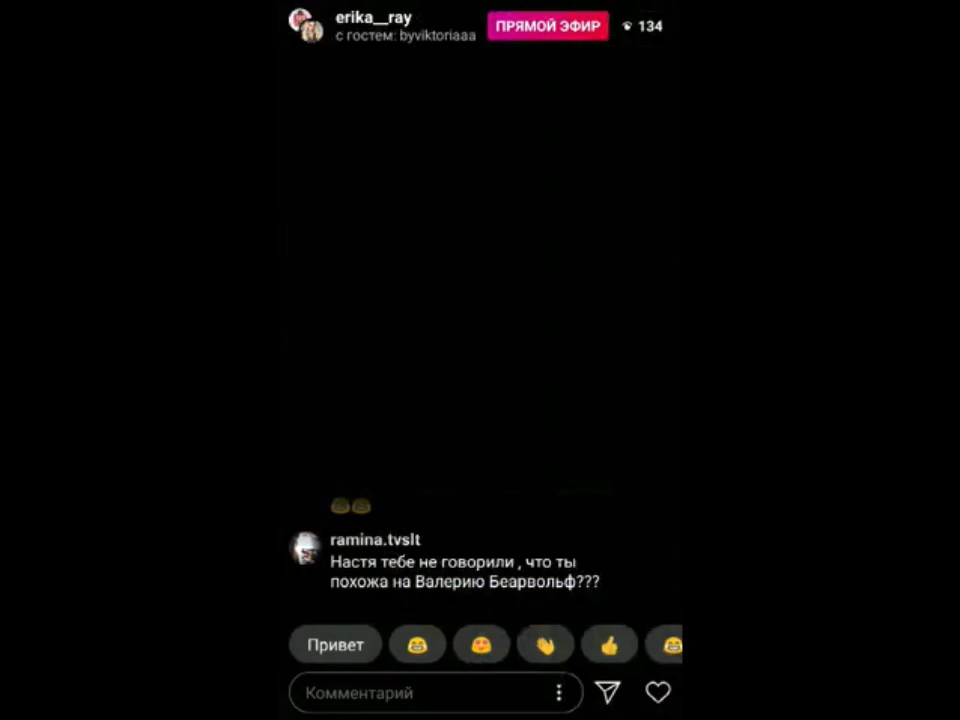 erika__ray
с гостем: byviktoriaaa
ПРЯМОЙ ЭФИР
134
ramina.tvslt
Настя тебе не говорили , что ты
похожа на Валерию Беарвольф???
Привет
Комментарий